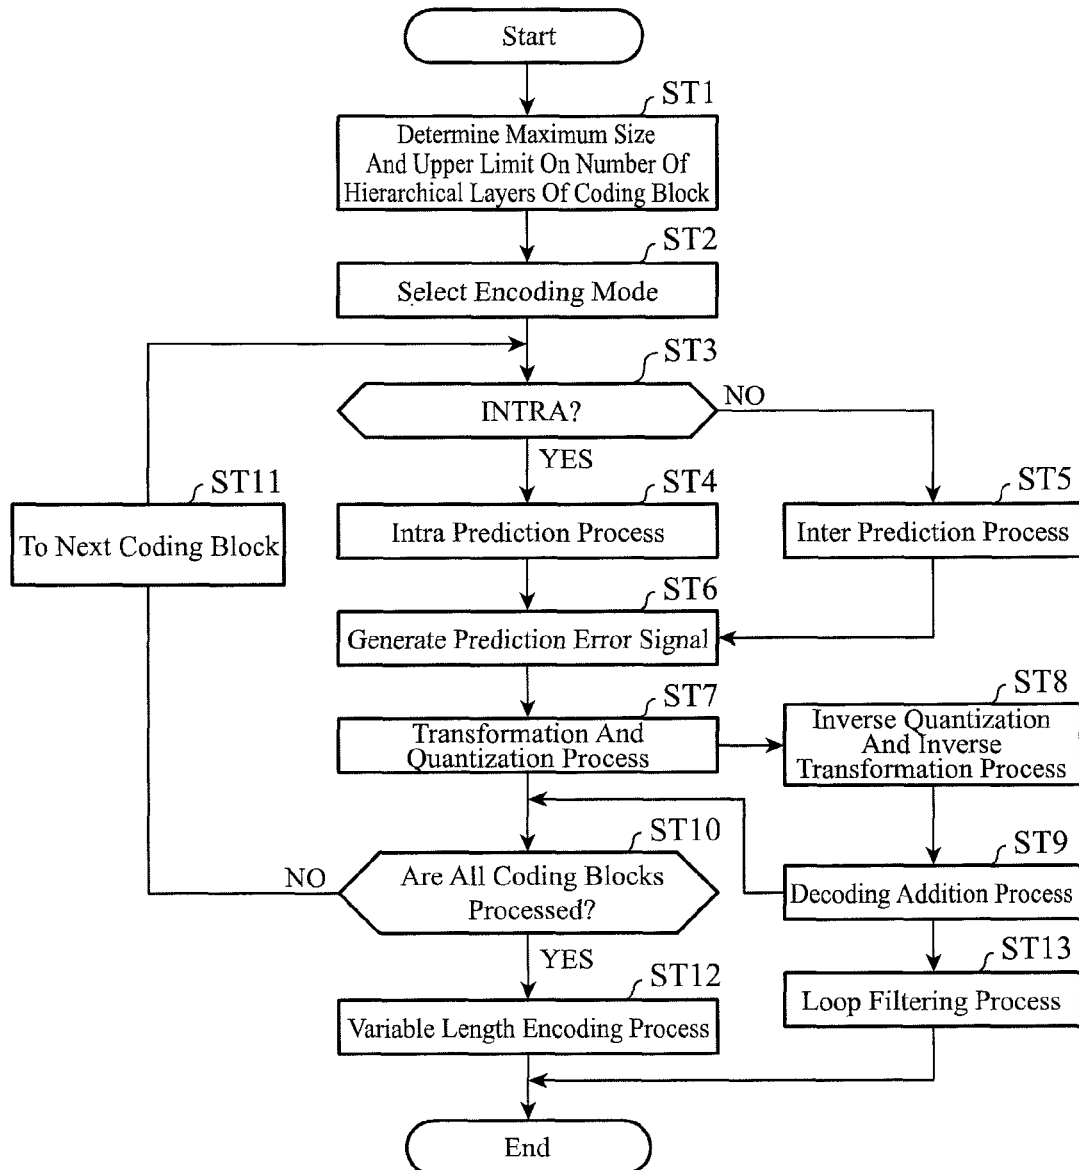 Start
ST1
Determine Maximum Size
And Upper Limit On Number Of
Hierarchical Layers Of Coding Block
ST2
Select Encoding Mode
ST3
INTRA?
NO
YES
ST11
To Next Coding Block
ST4
Intra Prediction Process
ST5
Inter Prediction Process
ST6
Generate Prediction Error Signal
ST7
Transformation And
Quantization Process
ST8
Inverse Quantization
And Inverse
Transformation Process
ST10
Are All Coding Blocks
Processed?
NO
YES
ST9
Decoding Addition Process
ST12
Variable Length Encoding Process
ST13
Loop Filtering Process
End